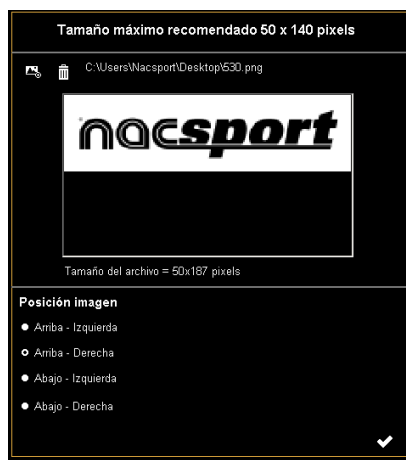 Tamaño máximo recomendado 50 x 140 pixels
C:\Users\Nacsport\Desktop\530.png
nacsport
Tamaño del archivo = 50x187 pixels
Posición imagen
Arriba - Izquierda
Arriba - Derecha
Abajo - Izquierda
Abajo - Derecha